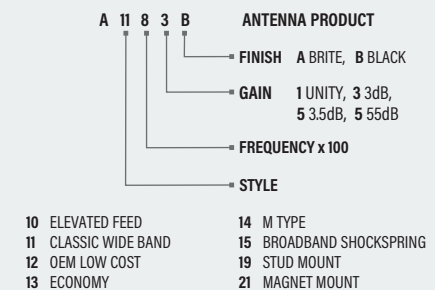 A 11 8 3 B ANTENNA PRODUCT
FINISH A BRITE, B BLACK
GAIN 1 UNITY, 3 3dB,
5 3.5dB, 5 55dB
FREQUENCY x 100
STYLE
10 ELEVATED FEED
11 CLASSIC WIDE BAND
12 OEM LOW COST
13 ECONOMY
14 M TYPE
15 BROADBAND SHOCKSPRING
19 STUD MOUNT
21 MAGNET MOUNT